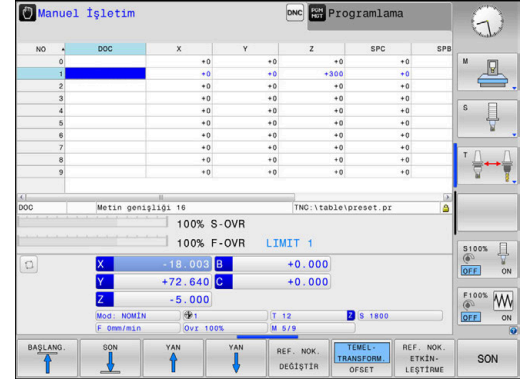 Manuel İşletim
DNC
PGM MGT
Programlama
NO DOC X Y Z SPC SPB
0 +0 +0 +0 +0
1 +0 +0 +300 +0
2 +0 +0 +0 +0
3 +0 +0 +0 +0
4 +0 +0 +0 +0
5 +0 +0 +0 +0
6 +0 +0 +0 +0
7 +0 +0 +0 +0
8 +0 +0 +0 +0
9 +0 +0 +0 +0
DOC Metin genişliği 16 TNC:\table\preset.pr
100% S-OVR
100% F-OVR LIMIT 1
X -18.003 B +0.000
Y +72.640 C +0.000
Z -5.000
Mod: NOMİN 1 T 12 Z S 1800
F 0mm/min Ovr 100% M 5/9
BAŞLANG.
SON
YAN
YAN
REF. NOK.
DEĞİŞTİR
TEMEL-
TRANSFORM.
OFSET
REF. NOK.
ETKİN-
LEŞTİRME
SON
M
S
T
S100%
OFF ON
F100%
OFF ON